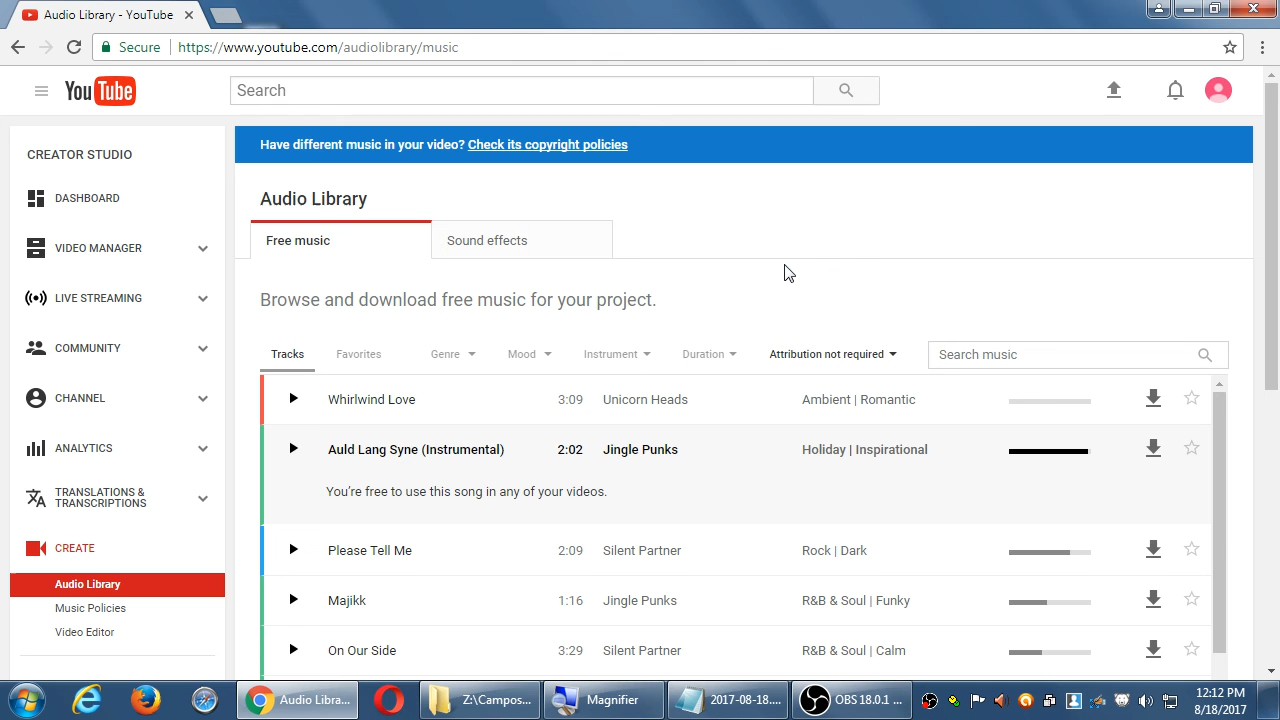 Audio Library - YouTube
Secure
https://www.youtube.com/audiolibrary/music
YouTube
Search
CREATOR STUDIO
DASHBOARD
VIDEO MANAGER
LIVE STREAMING
COMMUNITY
CHANNEL
ANALYTICS
TRANSLATIONS &
TRANSCRIPTIONS
CREATE
Audio Library
Music Policies
Video Editor
Have different music in your video? Check its copyright policies
Audio Library
Free music
Sound effects
Browse and download free music for your project.
Tracks Favorites Genre Mood Instrument Duration Attribution not required Search music
Whirlwind Love 3:09 Unicorn Heads Ambient | Romantic
Auld Lang Syne (Instrumental) 2:02 Jingle Punks Holiday | Inspirational
You're free to use this song in any of your videos.
Please Tell Me 2:09 Silent Partner Rock | Dark
Majikk 1:16 Jingle Punks R&B & Soul | Funky
On Our Side 3:29 Silent Partner R&B & Soul | Calm
Audio Libra...
Z:\Campos...
Magnifier
2017-08-18....
OBS 18.0.1 ...
12:12 PM
8/18/2017